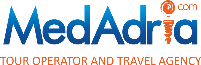 MedAdria.com
TOUR OPERATOR AND TRAVEL AGENCY